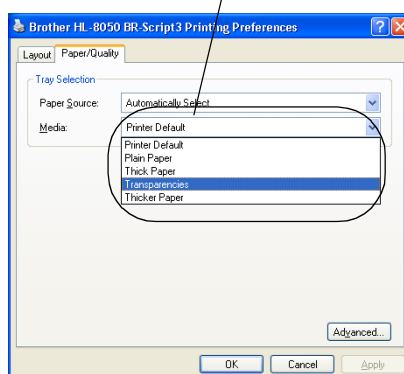 Brother HL-8050 BR-Script3 Printing Preferences
Layout Paper/Quality
Tray Selection
Paper Source: Automatically Select
Media: Printer Default
Printer Default
Plain Paper
Thick Paper
Transparencies
Thicker Paper
Advanced...
OK Cancel Apply